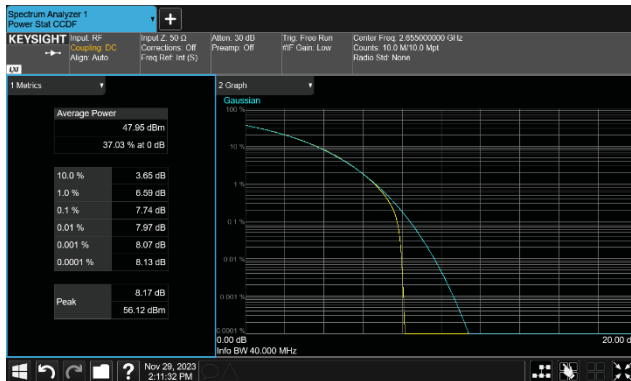 Spectrum Analyzer 1
Power Stat CCDF
KEYSIGHT
Input: RF
Coupling: DC
Align: Auto
Input Z: 50 Ω
Corrections: Off
Freq Ref: Int (S)
Atten: 30 dB
Preamp: Off
Trig: Free Run
#IF Gain: Low
Center Freq: 2.655000000 GHz
Counts: 10.0 M/10.0 Mpt
Radio Std: None
LXI
1 Metrics
Average Power
47.95 dBm
37.03 % at 0 dB
10.0 % 3.65 dB
1.0 % 6.59 dB
0.1 % 7.74 dB
0.01 % 7.97 dB
0.001 % 8.07 dB
0.0001 % 8.13 dB
Peak
8.17 dB
56.12 dBm
2 Graph
Gaussian
100 %
10 %
1 %
0.1 %
0.01 %
0.001 %
0.0001 %
0.00 dB
20.00 d
Info BW 40.000 MHz
?
Nov 29, 2023
2:11:32 PM